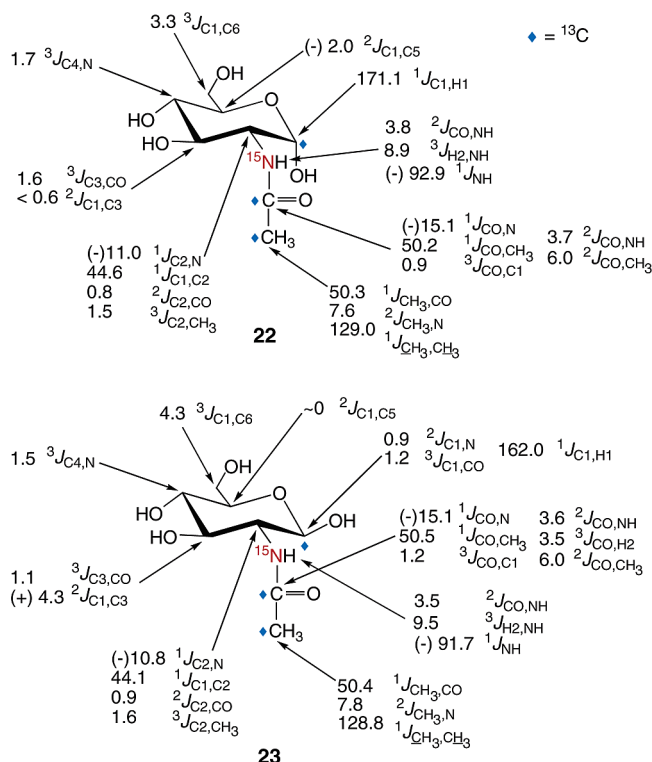 3.3 ³J_C1,C6
(-) 2.0 ²J_C1,C5
♦ = ¹³C
1.7 ³J_C4,N
171.1 ¹J_C1,H1
OH
O
HO
HO
¹⁵NH
OH
3.8 ²J_CO,NH
8.9 ³J_H2,NH
(-) 92.9 ¹J_NH
1.6 ³J_C3,CO
< 0.6 ²J_C1,C3
C=O
CH₃
(-)15.1 ¹J_CO,N 3.7 ²J_CO,NH
50.2 ¹J_CO,CH₃ 6.0 ²J_CO,CH₃
0.9 ³J_CO,C1
(-)11.0 ¹J_C2,N
44.6 ¹J_C1,C2
0.8 ²J_C2,CO
1.5 ³J_C2,CH₃
50.3 ¹J_CH₃,CO
7.6 ²J_CH₃,N
129.0 ¹J_CH₃,CH₃
22
4.3 ³J_C1,C6
~0 ²J_C1,C5
1.5 ³J_C4,N
0.9 ²J_C1,N
1.2 ³J_C1,CO
162.0 ¹J_C1,H1
OH
O
HO
HO
OH
¹⁵NH
(-)15.1 ¹J_CO,N 3.6 ²J_CO,NH
50.5 ¹J_CO,CH₃ 3.5 ³J_CO,H2
1.2 ³J_CO,C1 6.0 ²J_CO,CH₃
1.1 ³J_C3,CO
(+) 4.3 ²J_C1,C3
C=O
CH₃
3.5 ²J_CO,NH
9.5 ³J_H2,NH
(-) 91.7 ¹J_NH
(-)10.8 ¹J_C2,N
44.1 ¹J_C1,C2
0.9 ²J_C2,CO
1.6 ³J_C2,CH₃
50.4 ¹J_CH₃,CO
7.8 ²J_CH₃,N
128.8 ¹J_CH₃,CH₃
23